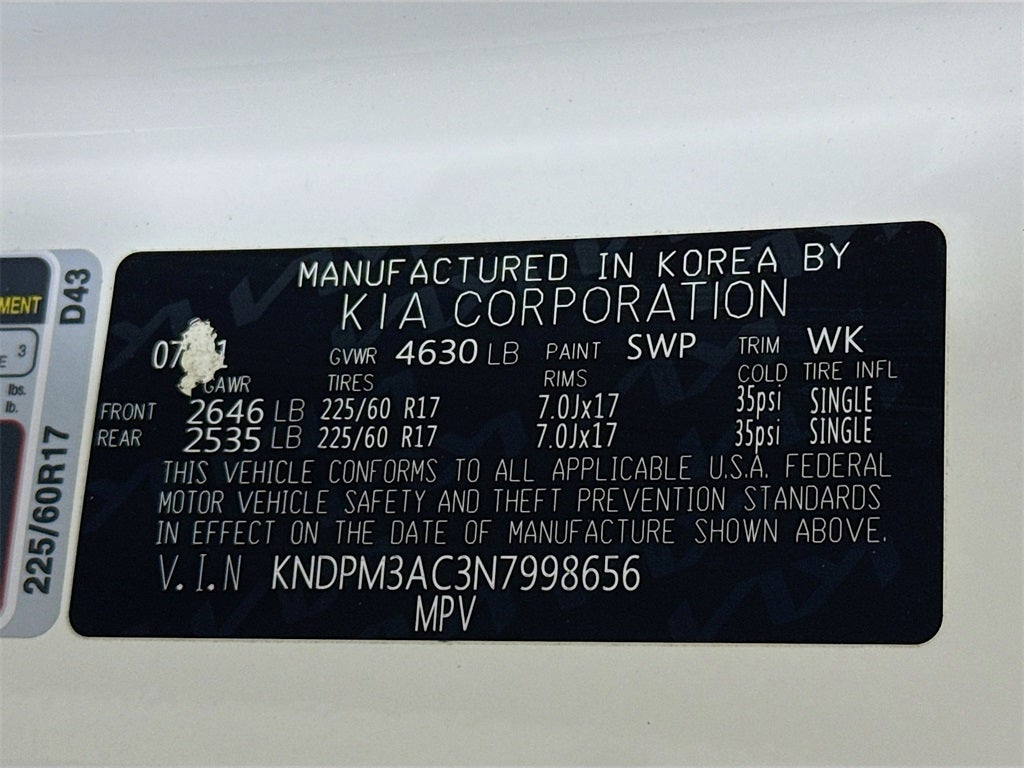 MANUFACTURED IN KOREA BY
KIA CORPORATION
GVWR 4630 LB PAINT SWP TRIM WK
GAWR TIRES RIMS COLD TIRE INFL
FRONT 2646 LB 225/60 R17 7.0Jx17 35psi SINGLE
REAR 2535 LB 225/60 R17 7.0Jx17 35psi SINGLE
THIS VEHICLE CONFORMS TO ALL APPLICABLE U.S.A. FEDERAL
MOTOR VEHICLE SAFETY AND THEFT PREVENTION STANDARDS
IN EFFECT ON THE DATE OF MANUFACTURE SHOWN ABOVE.
V.I.N KNDPM3AC3N7998656
MPV
D43
225/60R17
3
lbs.
lb.